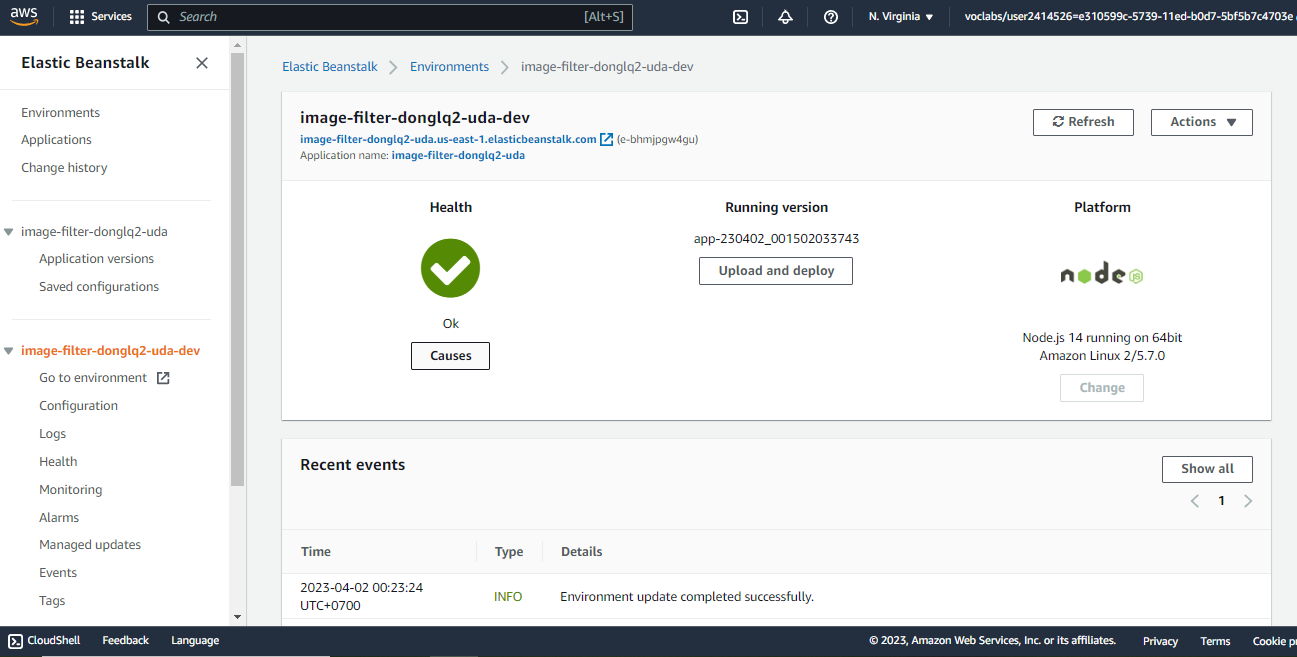 aws
Services
Search
[Alt+S]
N. Virginia
voclabs/user2414526=e310599c-5739-11ed-b0d7-5bf5b7c4703e
Elastic Beanstalk
Environments
Applications
Change history
image-filter-donglq2-uda
Application versions
Saved configurations
image-filter-donglq2-uda-dev
Go to environment
Configuration
Logs
Health
Monitoring
Alarms
Managed updates
Events
Tags
Elastic Beanstalk
Environments
image-filter-donglq2-uda-dev
image-filter-donglq2-uda-dev
image-filter-donglq2-uda.us-east-1.elasticbeanstalk.com (e-bhmjpgw4gu)
Application name: image-filter-donglq2-uda
Refresh
Actions
Health
Ok
Causes
Running version
app-230402_001502033743
Upload and deploy
Platform
node
JS
Node.js 14 running on 64bit
Amazon Linux 2/5.7.0
Change
Recent events
Show all
1
Time
Type
Details
2023-04-02 00:23:24
UTC+0700
INFO
Environment update completed successfully.
CloudShell
Feedback
Language
© 2023, Amazon Web Services, Inc. or its affiliates.
Privacy
Terms
Cookie pr